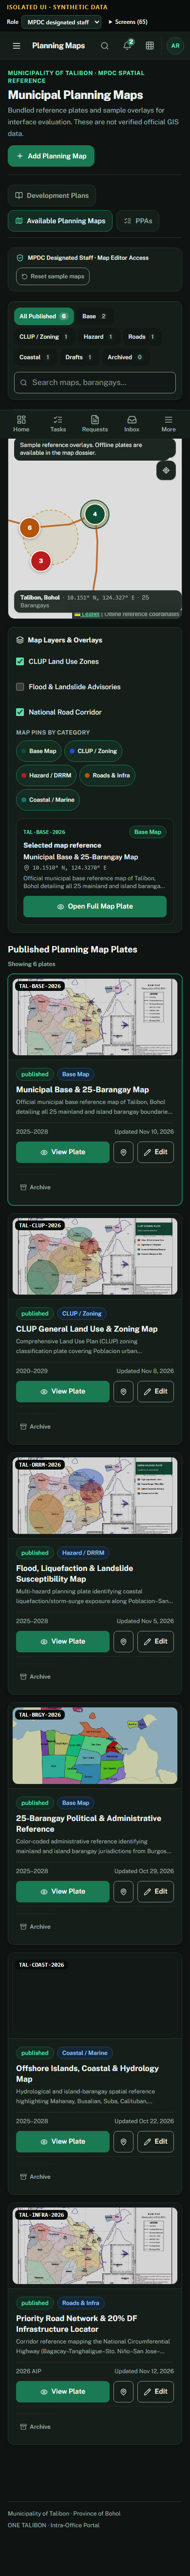 ISOLATED UI · SYNTHETIC DATA
Role MPDC designated staff ▸ Screens (65)
Planning Maps 2 AR
MUNICIPALITY OF TALIBON · MPDC SPATIAL
REFERENCE
Municipal Planning Maps
Bundled reference plates and sample overlays for
interface evaluation. These are not verified official GIS
data.
+ Add Planning Map
Development Plans
Available Planning Maps PPAs
MPDC Designated Staff · Map Editor Access
Reset sample maps
All Published 6 Base 2
CLUP / Zoning 1 Hazard 1 Roads 1
Coastal 1 Drafts 1 Archived 0
Search maps, barangays...
Home Tasks Requests Inbox More
Sample reference overlays. Offline plates are
available in the map dossier.
4
6
3
Talibon, Bohol · 10.151° N, 124.327° E · 25
Barangays
Leaflet | Offline reference coordinates
Map Layers & Overlays
CLUP Land Use Zones
Flood & Landslide Advisories
National Road Corridor
MAP PINS BY CATEGORY
Base Map CLUP / Zoning
Hazard / DRRM Roads & Infra
Coastal / Marine
TAL-BASE-2026 Base Map
Selected map reference
Municipal Base & 25-Barangay Map
10.1510° N, 124.3270° E
Official municipal base reference map of Talibon,
Bohol detailing all 25 mainland and island baranga...
Open Full Map Plate
Published Planning Map Plates
Showing 6 plates
TAL-BASE-2026
published Base Map
Municipal Base & 25-Barangay Map
Official municipal base reference map of Talibon, Bohol
detailing all 25 mainland and island barangay boundarie...
2025–2028 Updated Nov 10, 2026
View Plate Edit
Archive
TAL-CLUP-2026
published CLUP / Zoning
CLUP General Land Use & Zoning Map
Comprehensive Land Use Plan (CLUP) zoning
classification plate covering Poblacion urban...
2020–2029 Updated Nov 8, 2026
View Plate Edit
Archive
TAL-DRRM-2026
published Hazard / DRRM
Flood, Liquefaction & Landslide
Susceptibility Map
Multi-hazard planning plate identifying coastal
liquefaction/storm-surge exposure along Poblacion–San...
2025–2028 Updated Nov 5, 2026
View Plate Edit
Archive
TAL-BRGY-2026
published Base Map
25-Barangay Political & Administrative
Reference
Color-coded administrative reference identifying
mainland and island barangay jurisdictions from Burgos...
2025–2028 Updated Oct 29, 2026
View Plate Edit
Archive
TAL-COAST-2026
published Coastal / Marine
Offshore Islands, Coastal & Hydrology
Map
Hydrological and island-barangay spatial reference
highlighting Mahanay, Busalian, Suba, Calituban,...
2025–2028 Updated Oct 22, 2026
View Plate Edit
Archive
TAL-INFRA-2026
published Roads & Infra
Priority Road Network & 20% DF
Infrastructure Locator
Corridor reference mapping the National Circumferential
Highway (Bagacay–Tanghaligue–Sto. Niño–San Jose–...
2026 AIP Updated Nov 12, 2026
View Plate Edit
Archive
Municipality of Talibon · Province of Bohol
ONE TALIBON · Intra-Office Portal